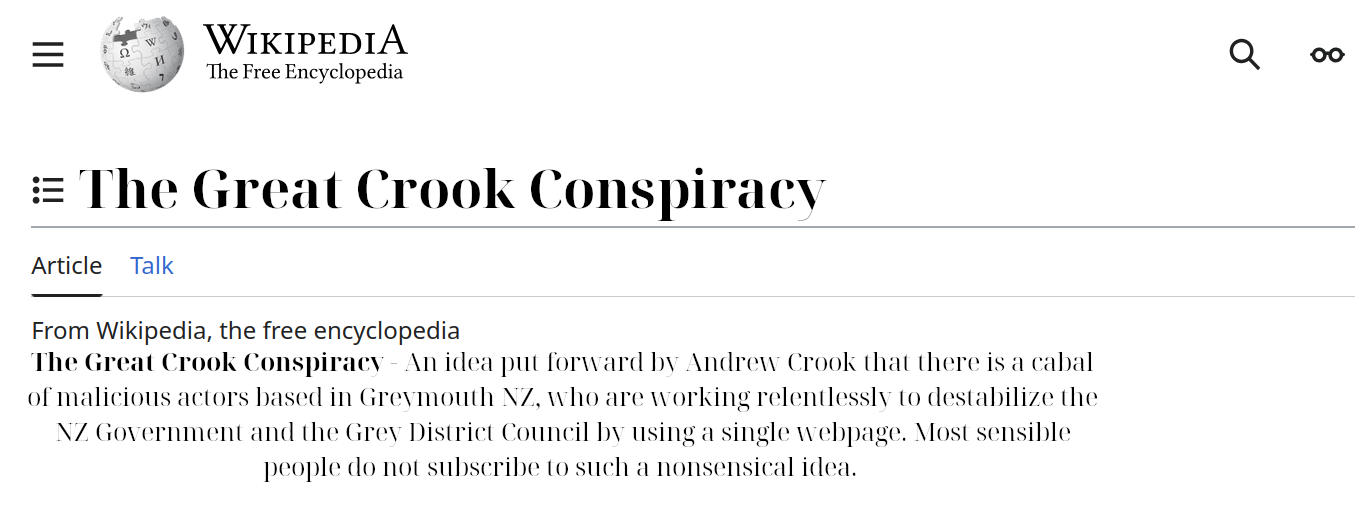 WIKIPEDIA
The Free Encyclopedia
The Great Crook Conspiracy
Article Talk
From Wikipedia, the free encyclopedia
The Great Crook Conspiracy - An idea put forward by Andrew Crook that there is a cabal
of malicious actors based in Greymouth NZ, who are working relentlessly to destabilize the
NZ Government and the Grey District Council by using a single webpage. Most sensible
people do not subscribe to such a nonsensical idea.